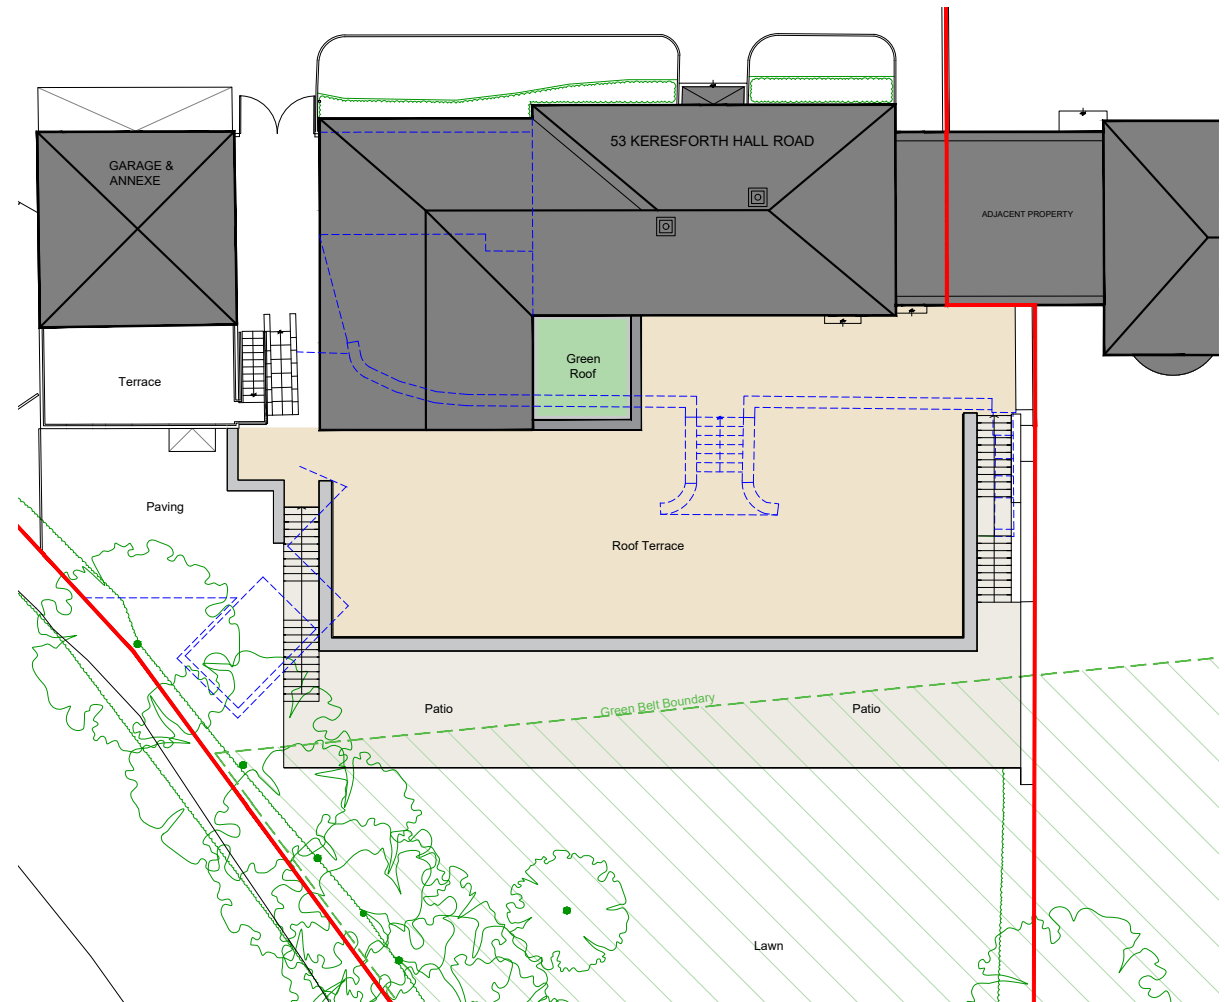 53 KERESFORTH HALL ROAD
GARAGE &
ANNEXE
ADJACENT PROPERTY
Green
Roof
Terrace
Paving
Roof Terrace
Green Belt Boundary
Patio
Patio
Lawn